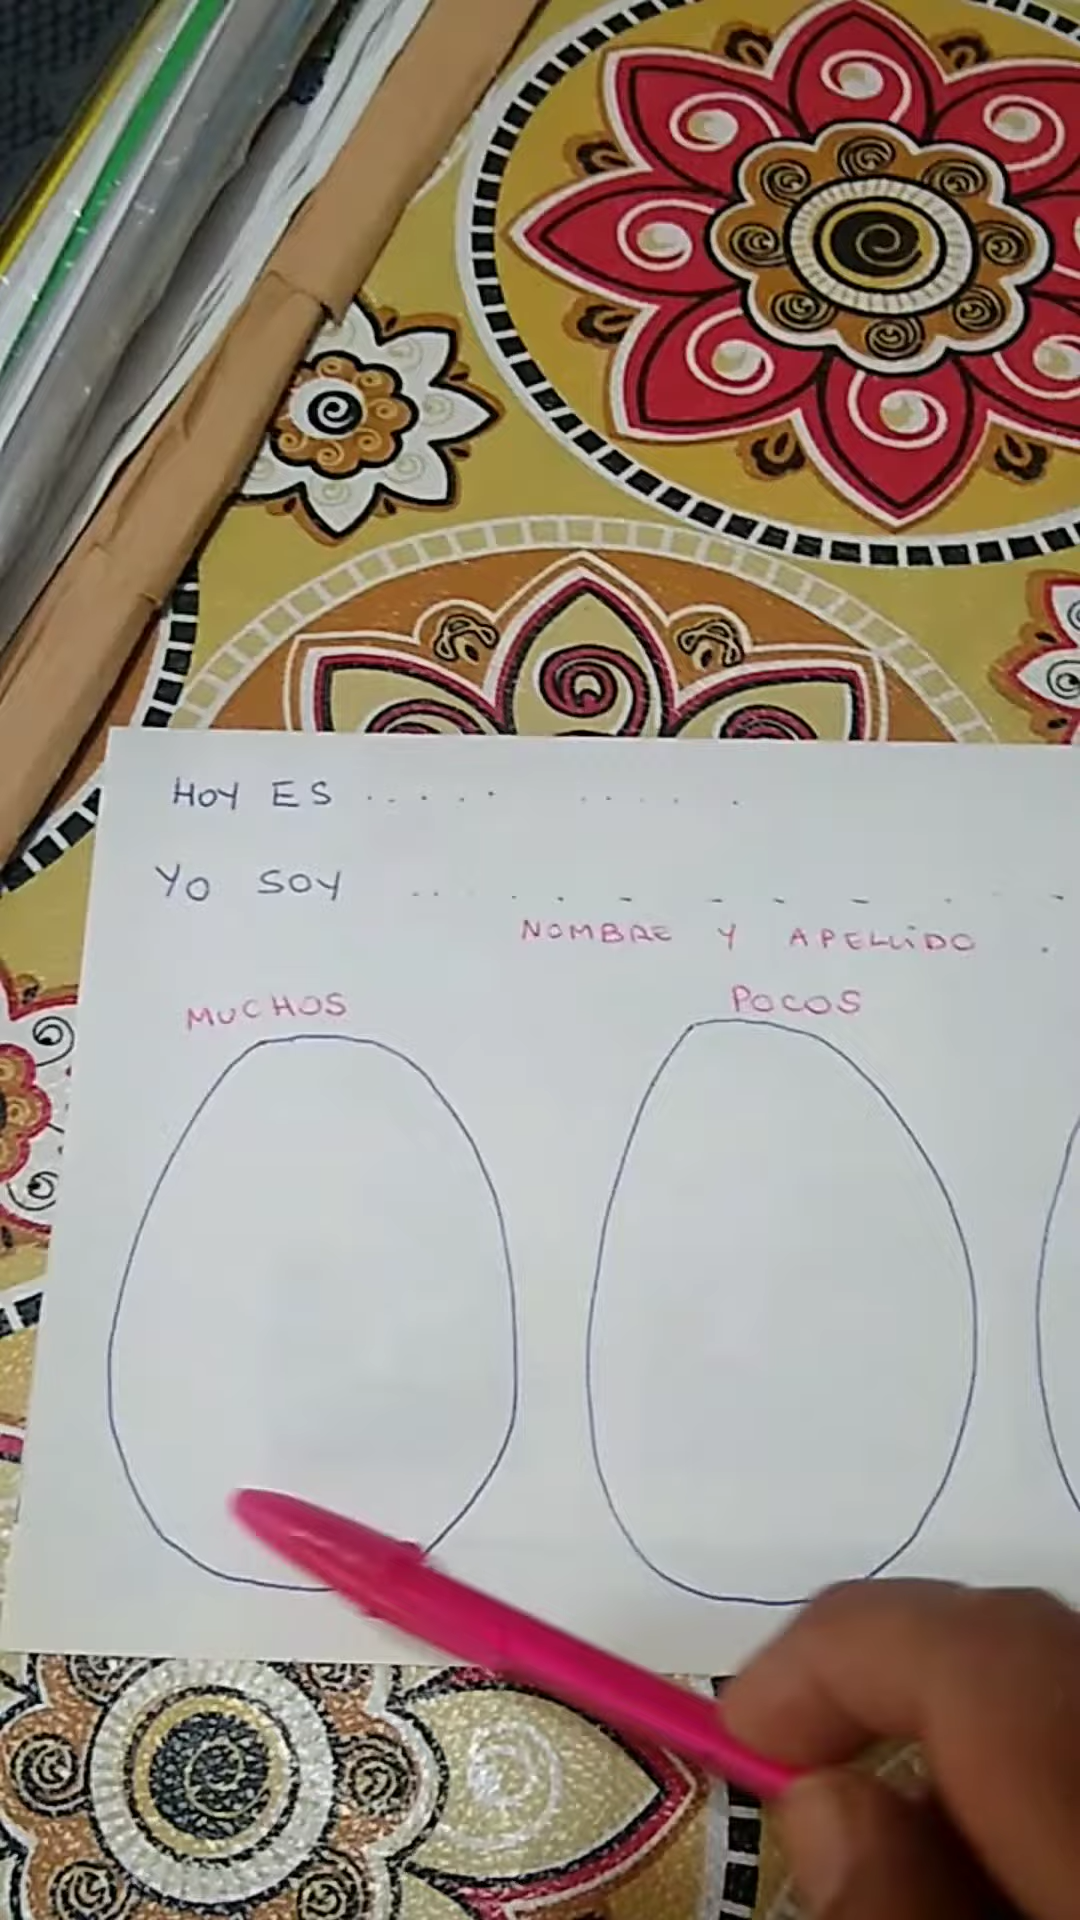 HOY ES ..... .....
YO SOY ............
NOMBRE Y APELLIDO .
MUCHOS POCOS